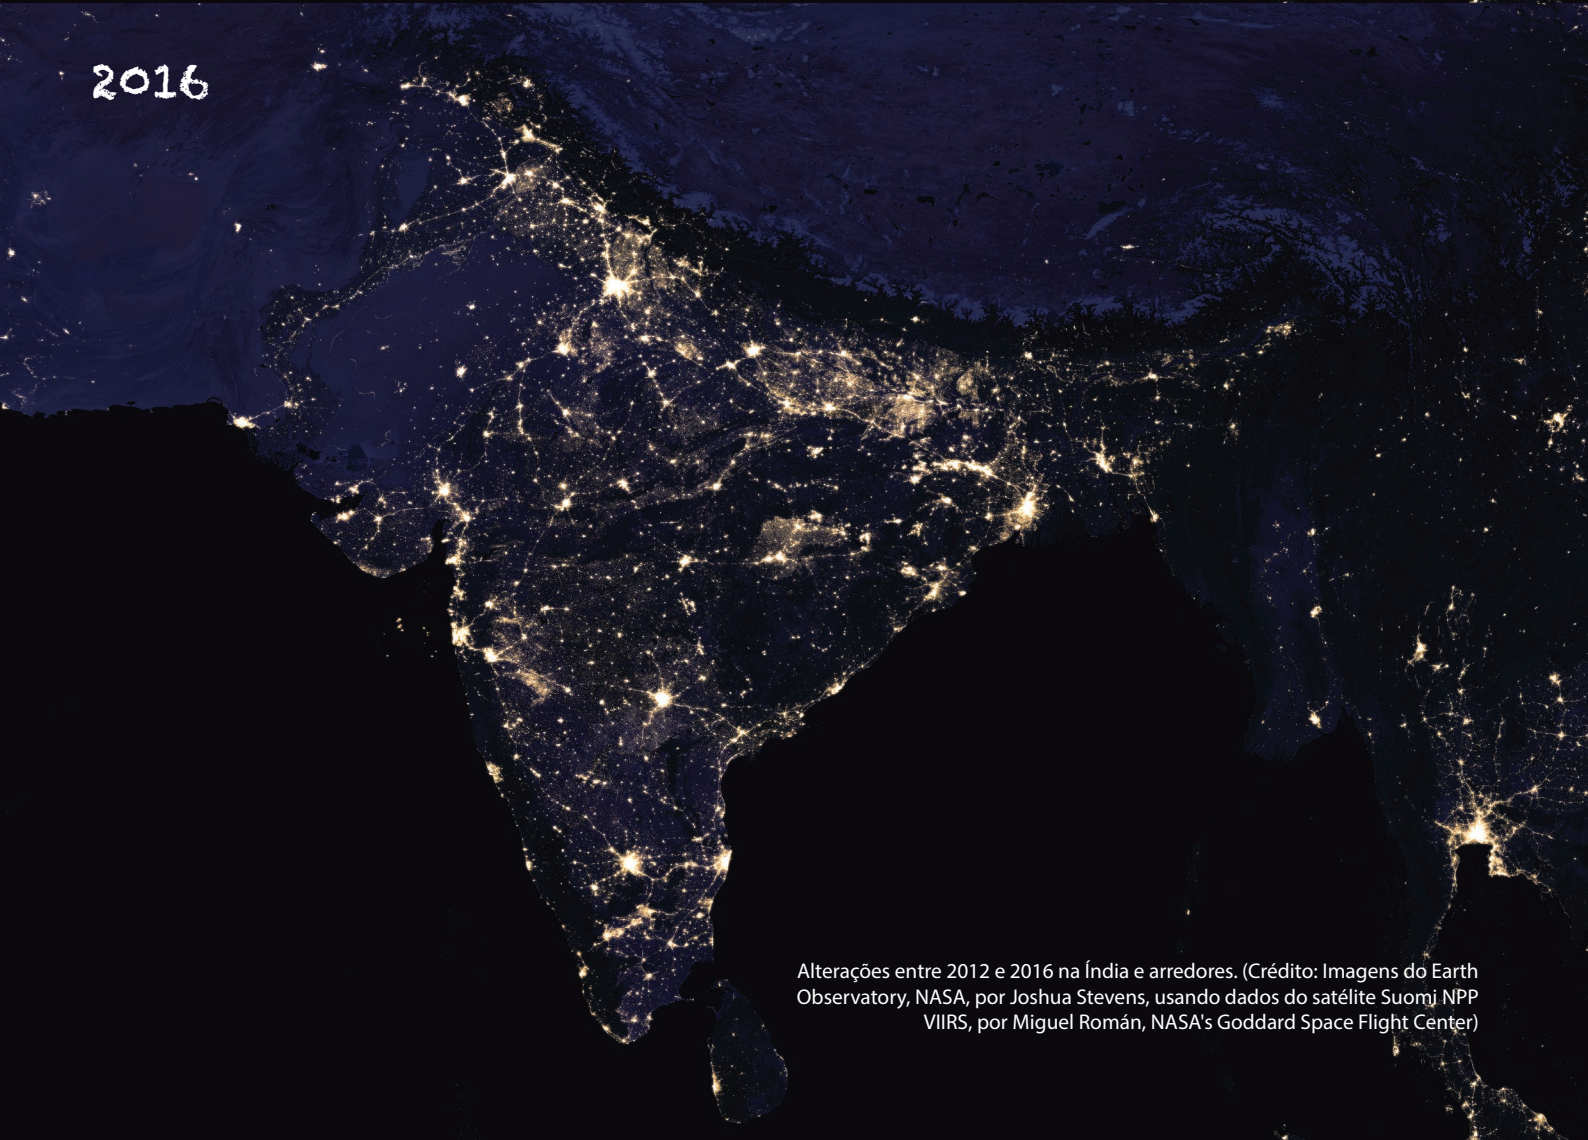 2016
Alterações entre 2012 e 2016 na Índia e arredores. (Crédito: Imagens do Earth
Observatory, NASA, por Joshua Stevens, usando dados do satélite Suomi NPP
VIIRS, por Miguel Román, NASA's Goddard Space Flight Center)